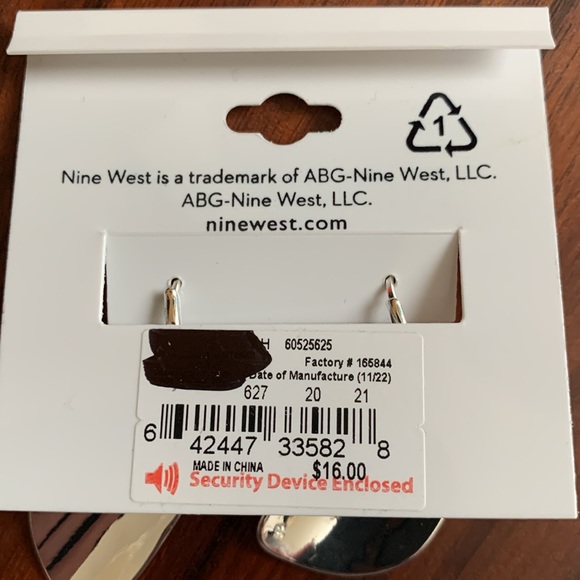 1
Nine West is a trademark of ABG-Nine West, LLC.
ABG-Nine West, LLC.
ninewest.com
H 60525625
Factory # 165844
Date of Manufacture (11/22)
627 20 21
6 42447 33582 8
MADE IN CHINA $16.00
Security Device Enclosed